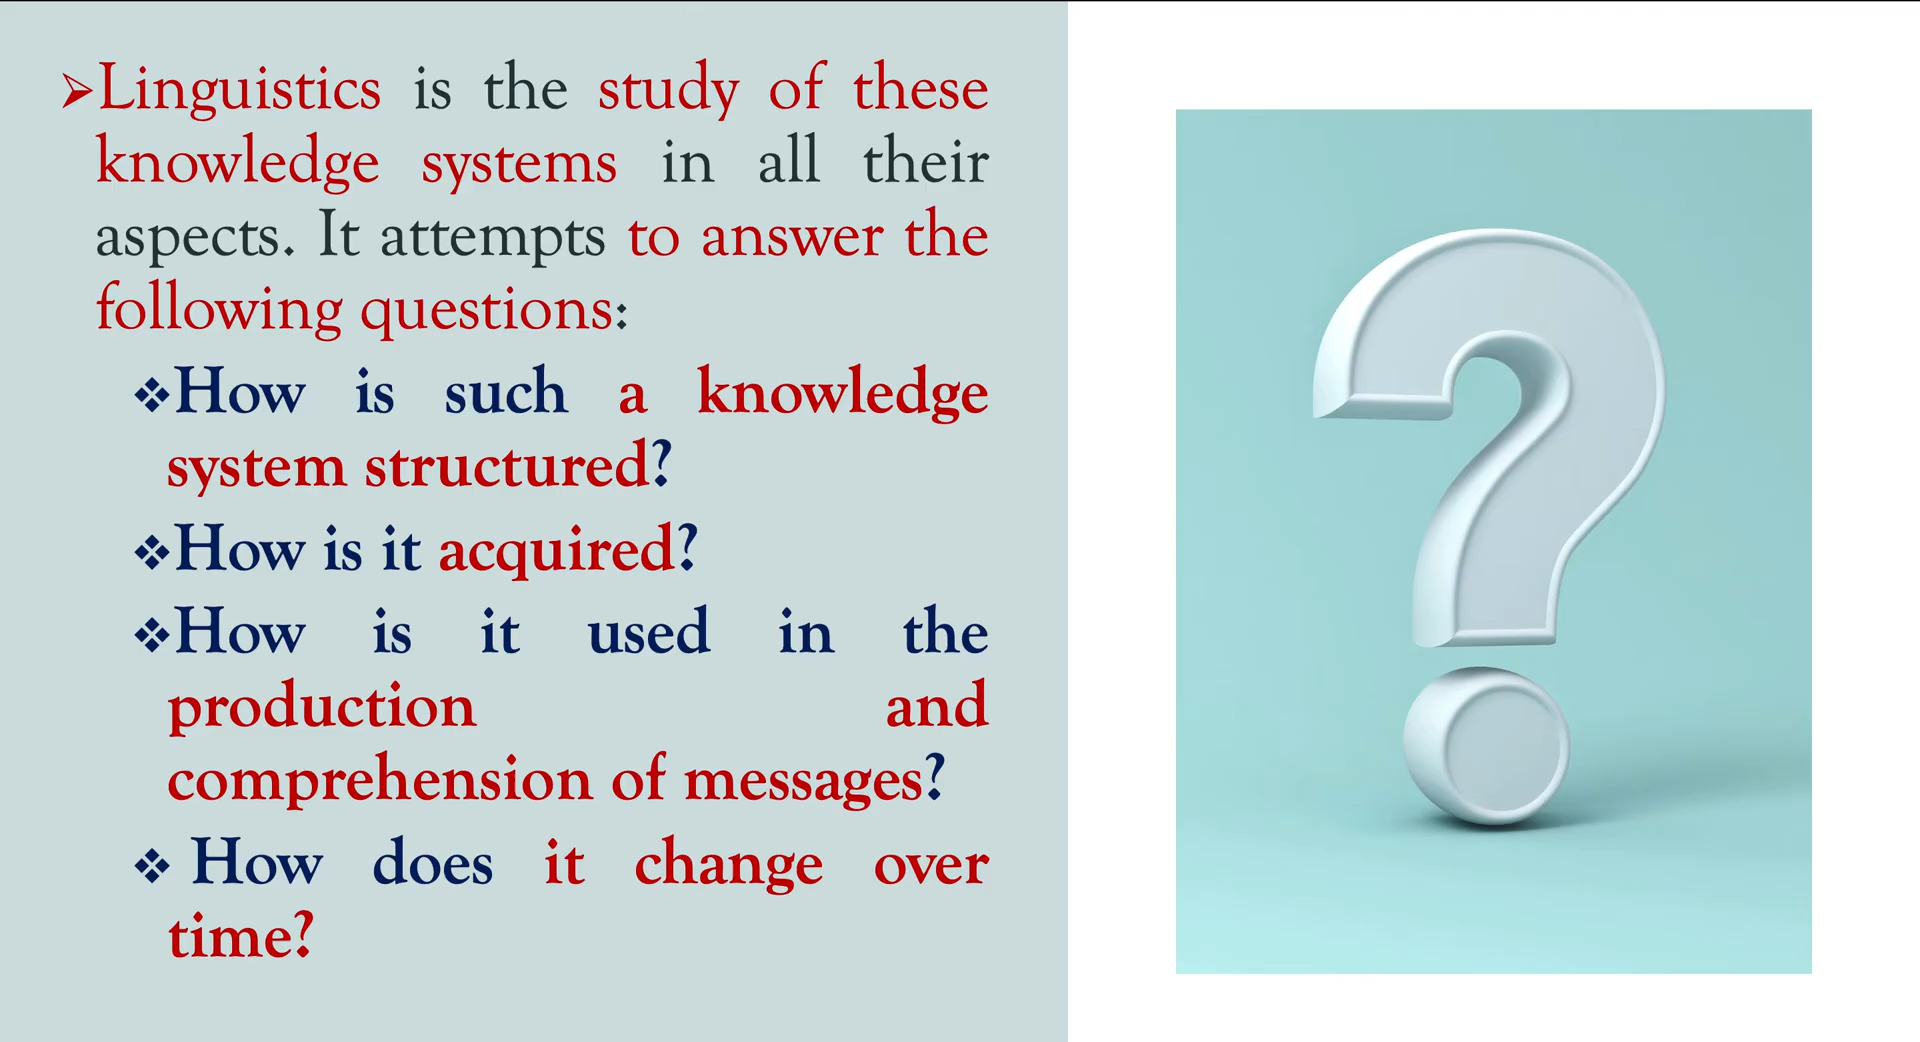 ➢Linguistics is the study of these
knowledge systems in all their
aspects. It attempts to answer the
following questions:
❖How is such a knowledge
system structured?
❖How is it acquired?
❖How is it used in the
production and
comprehension of messages?
❖ How does it change over
time?